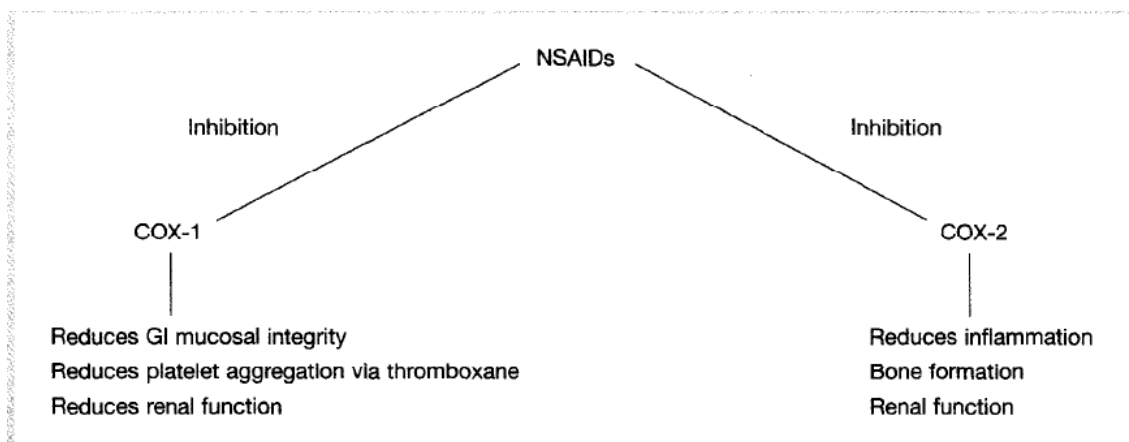 NSAIDs
Inhibition
Inhibition
COX-1
COX-2
Reduces GI mucosal integrity
Reduces platelet aggregation via thromboxane
Reduces renal function
Reduces inflammation
Bone formation
Renal function